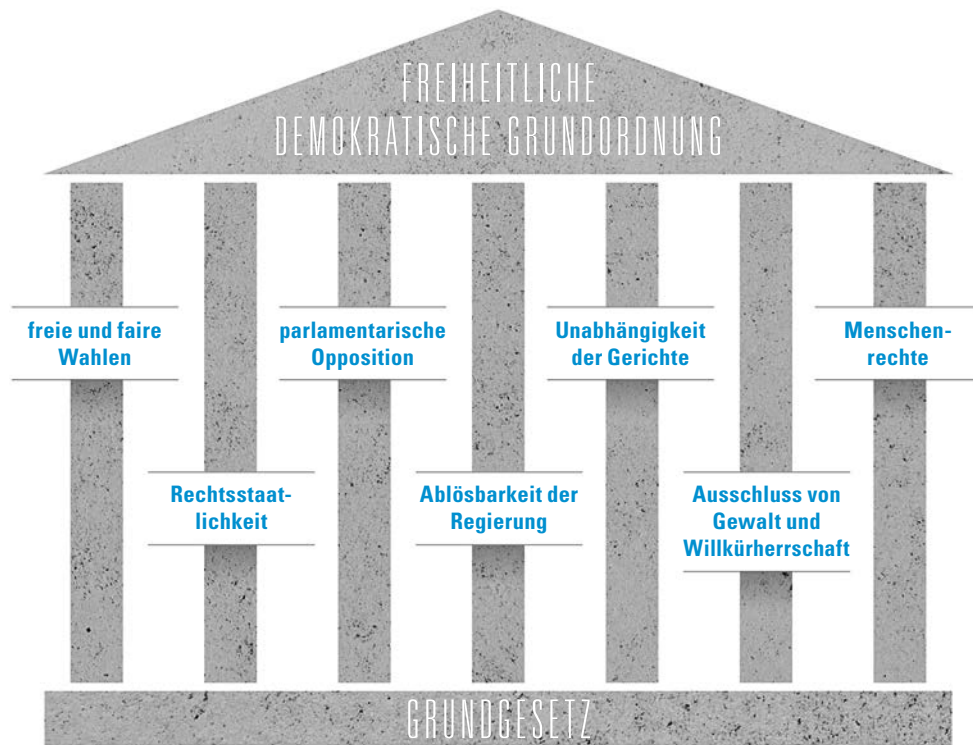 FREIHEITLICHE
DEMOKRATISCHE GRUNDORDNUNG
freie und faire
Wahlen
parlamentarische
Opposition
Unabhängigkeit
der Gerichte
Menschen-
rechte
Rechtsstaat-
lichkeit
Ablösbarkeit der
Regierung
Ausschluss von
Gewalt und
Willkürherrschaft
GRUNDGESETZ